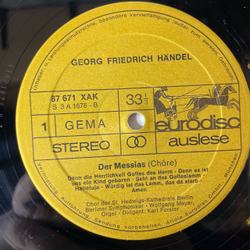 GEORG FRIEDRICH HÄNDEL
67 671 XAK
S 3 A 1678 - B
33⅓
1
GEMA
STEREO
eurodisc
auslese
Der Messias (Chöre)
Denn die Herrlichkeit Gottes des Herrn - Denn es ist
uns ein Kind geboren - Seht an das Gotteslamm -
Halleluja - Würdig ist das Lamm, das da starb -
Amen
Chor der St. Hedwigs-Kathedrale Berlin
Berliner Symphoniker - Wolfgang Meyer,
Orgel - Dirigent: Karl Forster